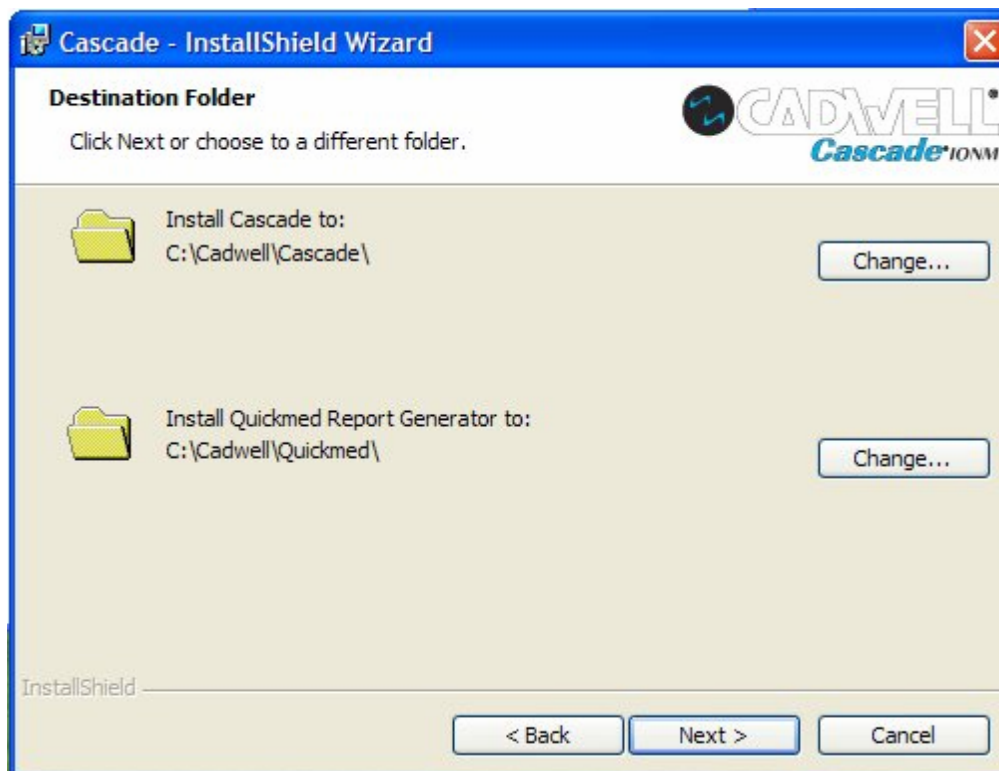 Cascade - InstallShield Wizard
Destination Folder
Click Next or choose to a different folder.
CADWELL®
Cascade® IONM
Install Cascade to:
C:\Cadwell\Cascade\
Change...
Install Quickmed Report Generator to:
C:\Cadwell\Quickmed\
Change...
InstallShield
< Back
Next >
Cancel